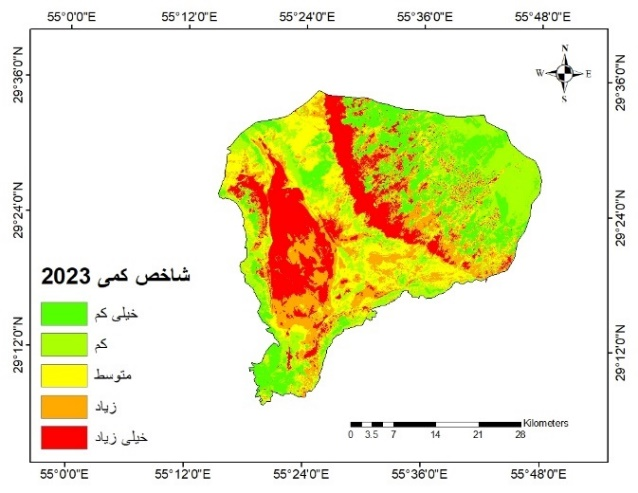 55°0'0"E 55°12'0"E 55°24'0"E 55°36'0"E 55°48'0"E
29°36'0"N 29°36'0"N
N
W E
S
29°24'0"N 29°24'0"N
شاخص کمی 2023
خیلی کم
کم
متوسط
زیاد
خیلی زیاد
29°12'0"N 29°12'0"N
Kilometers
0 3.5 7 14 21 28
55°0'0"E 55°12'0"E 55°24'0"E 55°36'0"E 55°48'0"E